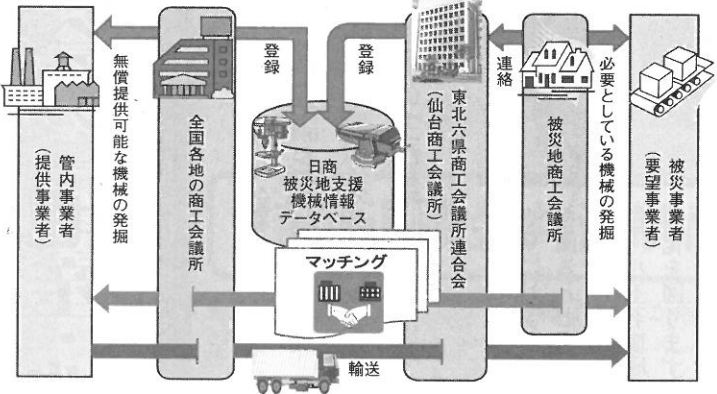 管内事業者
（提供事業者）
無償提供可能な機械の発掘
全国各地の商工会議所
登録
登録
日商
被災地支援
機械情報
データベース
マッチング
東北六県商工会議所連合会
（仙台商工会議所）
連絡
被災地商工会議所
必要としている機械の発掘
被災事業者
（要望事業者）
輸送